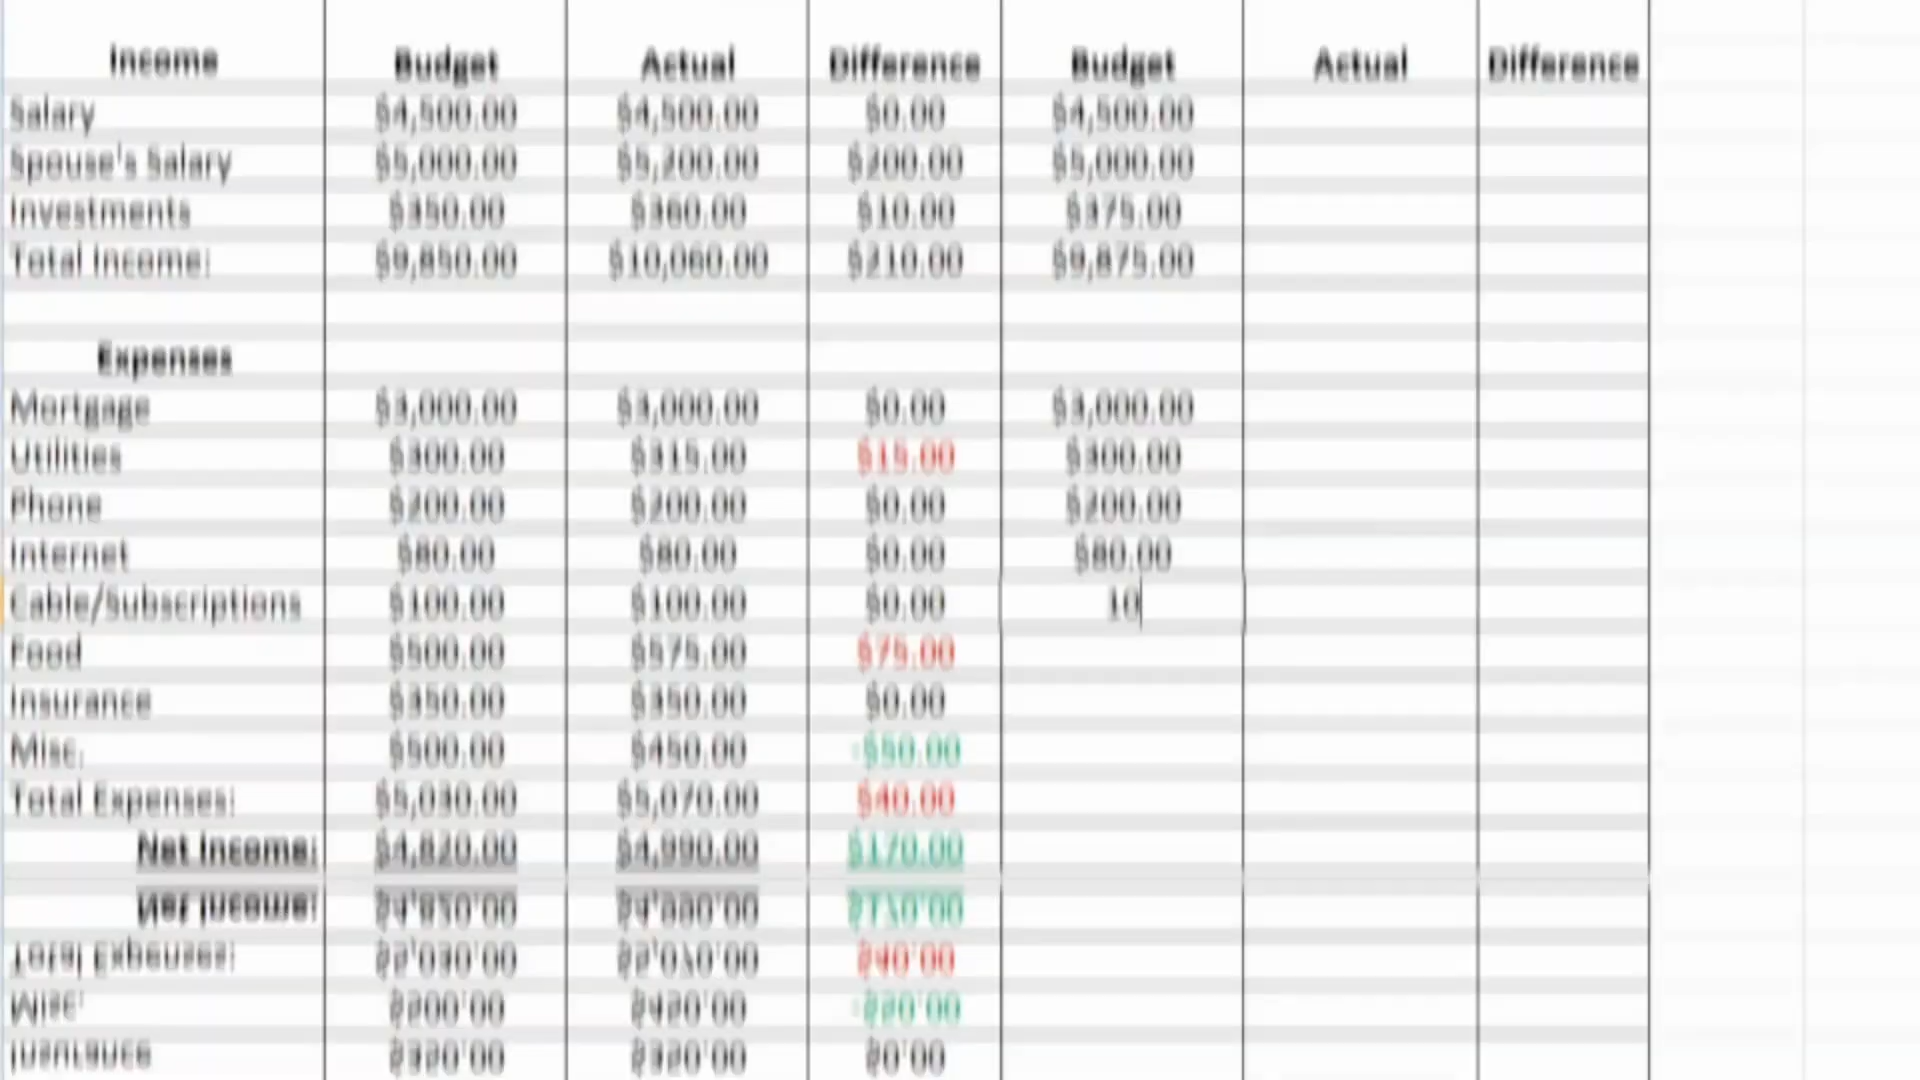 Income Budget Actual Difference Budget Actual Difference
Salary $4,500.00 $4,500.00 $0.00 $4,500.00
Spouse's Salary $5,000.00 $5,200.00 $200.00 $5,000.00
Investments $350.00 $360.00 $10.00 $375.00
Total Income: $9,850.00 $10,060.00 $210.00 $9,875.00
Expenses
Mortgage $3,000.00 $3,000.00 $0.00 $3,000.00
Utilities $300.00 $315.00 $15.00 $300.00
Phone $200.00 $200.00 $0.00 $200.00
Internet $80.00 $80.00 $0.00 $80.00
Cable/Subscriptions $100.00 $100.00 $0.00 10
Food $500.00 $575.00 $75.00
Insurance $350.00 $350.00 $0.00
Misc. $500.00 $450.00 -$50.00
Total Expenses: $5,030.00 $5,070.00 $40.00
Net Income: $4,820.00 $4,990.00 $170.00